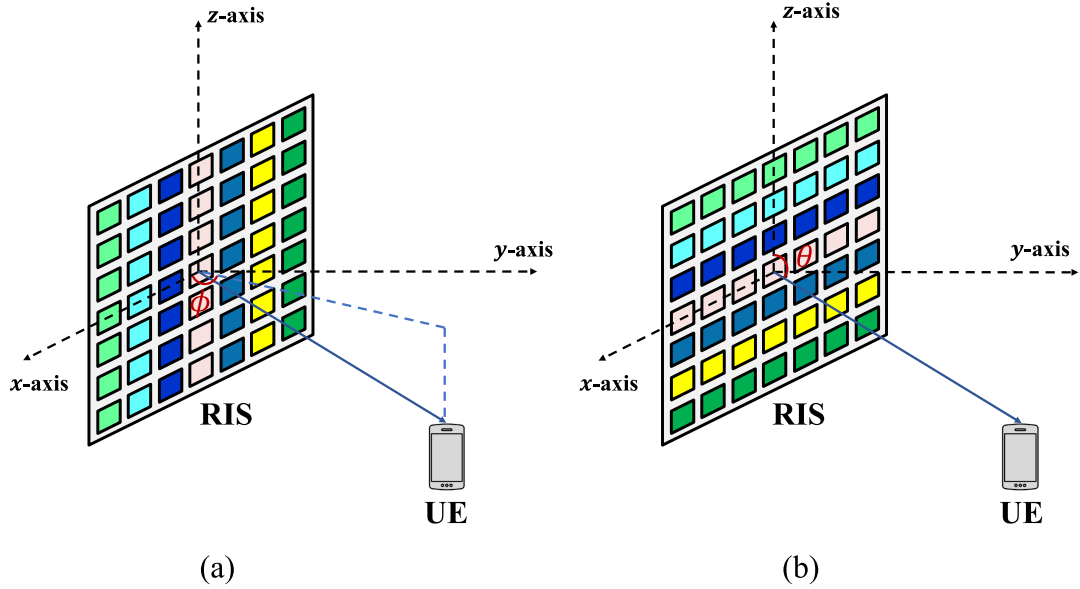 z-axis
y-axis
ϕ
x-axis
RIS
UE
(a)
z-axis
y-axis
θ
x-axis
RIS
UE
(b)